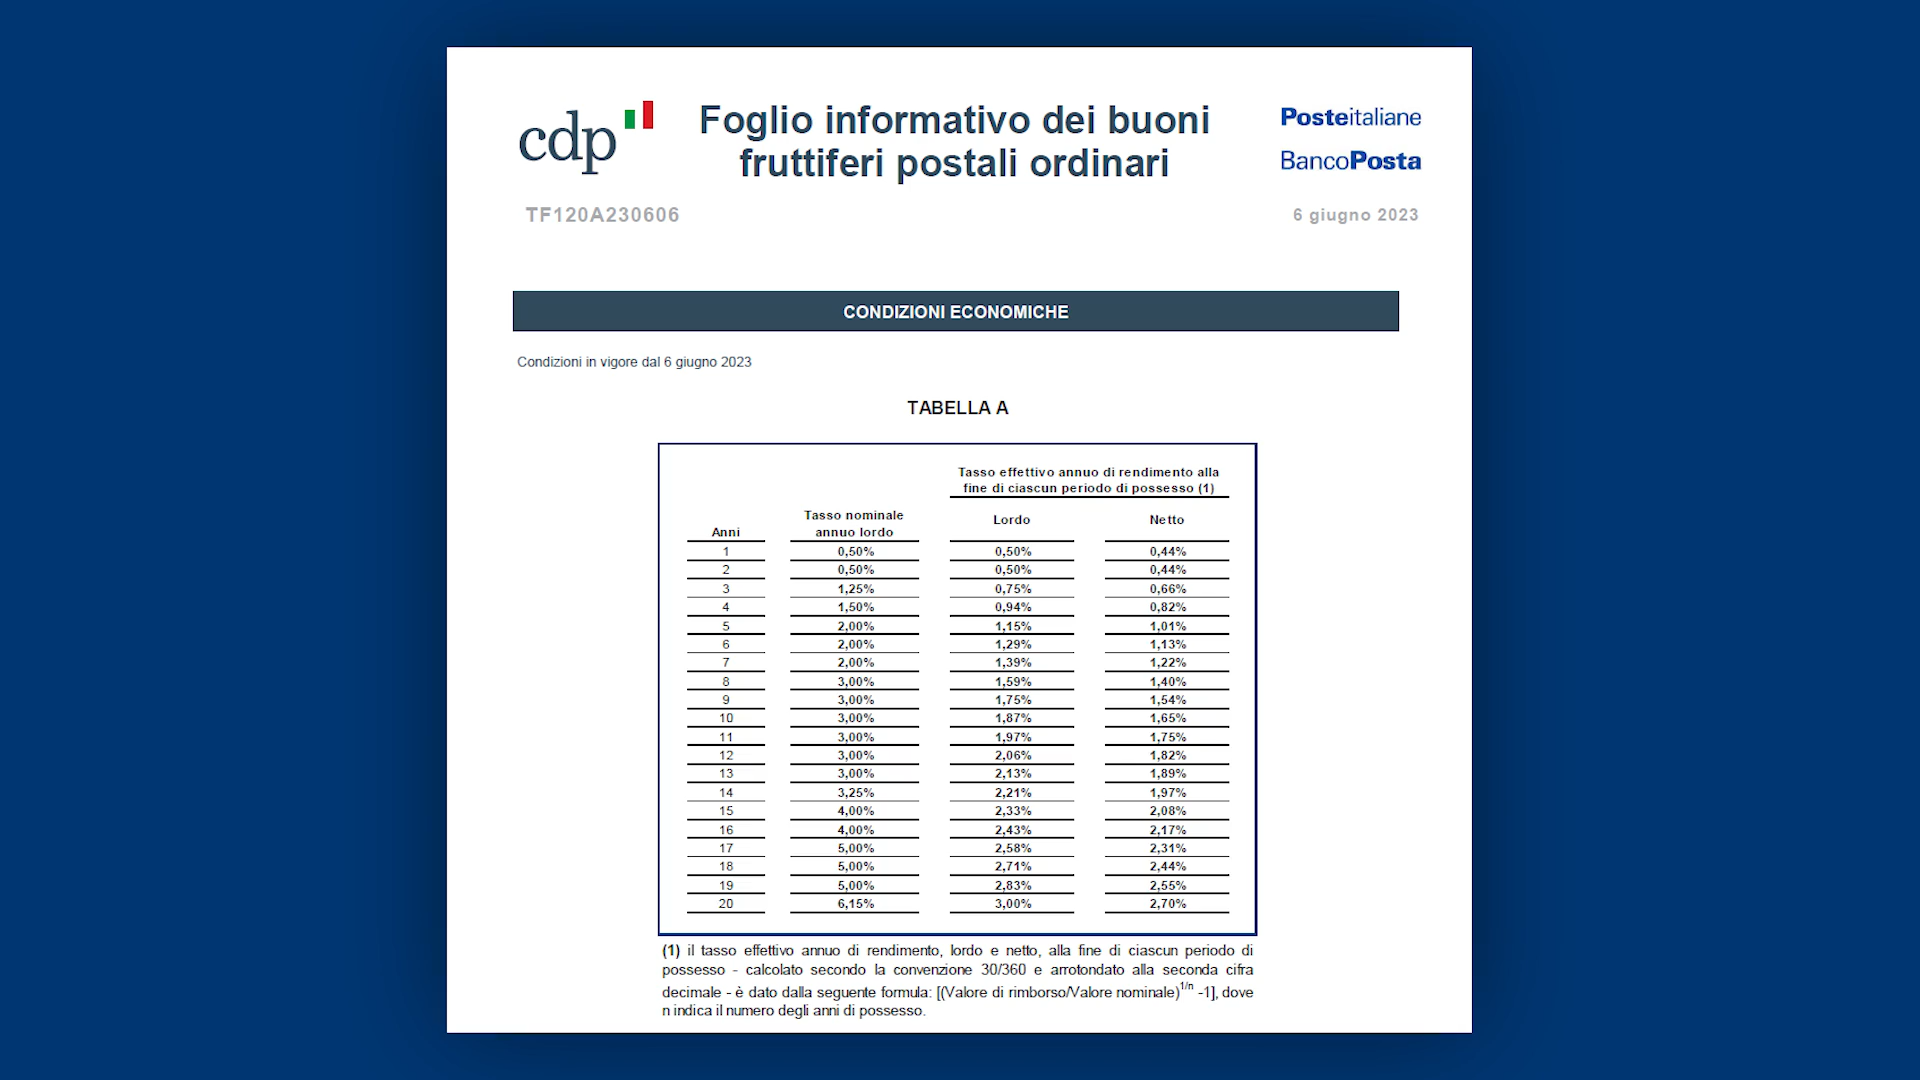 cdp
Foglio informativo dei buoni
fruttiferi postali ordinari
Posteitaliane
BancoPosta
TF120A230606
6 giugno 2023
CONDIZIONI ECONOMICHE
Condizioni in vigore dal 6 giugno 2023
TABELLA A
Tasso effettivo annuo di rendimento alla
fine di ciascun periodo di possesso (1)
Anni
Tasso nominale
annuo lordo
Lordo
Netto
1 0,50% 0,50% 0,44%
2 0,50% 0,50% 0,44%
3 1,25% 0,75% 0,66%
4 1,50% 0,94% 0,82%
5 2,00% 1,15% 1,01%
6 2,00% 1,29% 1,13%
7 2,00% 1,39% 1,22%
8 3,00% 1,59% 1,40%
9 3,00% 1,75% 1,54%
10 3,00% 1,87% 1,65%
11 3,00% 1,97% 1,75%
12 3,00% 2,06% 1,82%
13 3,00% 2,13% 1,89%
14 3,25% 2,21% 1,97%
15 4,00% 2,33% 2,08%
16 4,00% 2,43% 2,17%
17 5,00% 2,58% 2,31%
18 5,00% 2,71% 2,44%
19 5,00% 2,83% 2,55%
20 6,15% 3,00% 2,70%
(1) il tasso effettivo annuo di rendimento, lordo e netto, alla fine di ciascun periodo di
possesso - calcolato secondo la convenzione 30/360 e arrotondato alla seconda cifra
decimale - è dato dalla seguente formula: [(Valore di rimborso/Valore nominale)^1/n -1], dove
n indica il numero degli anni di possesso.